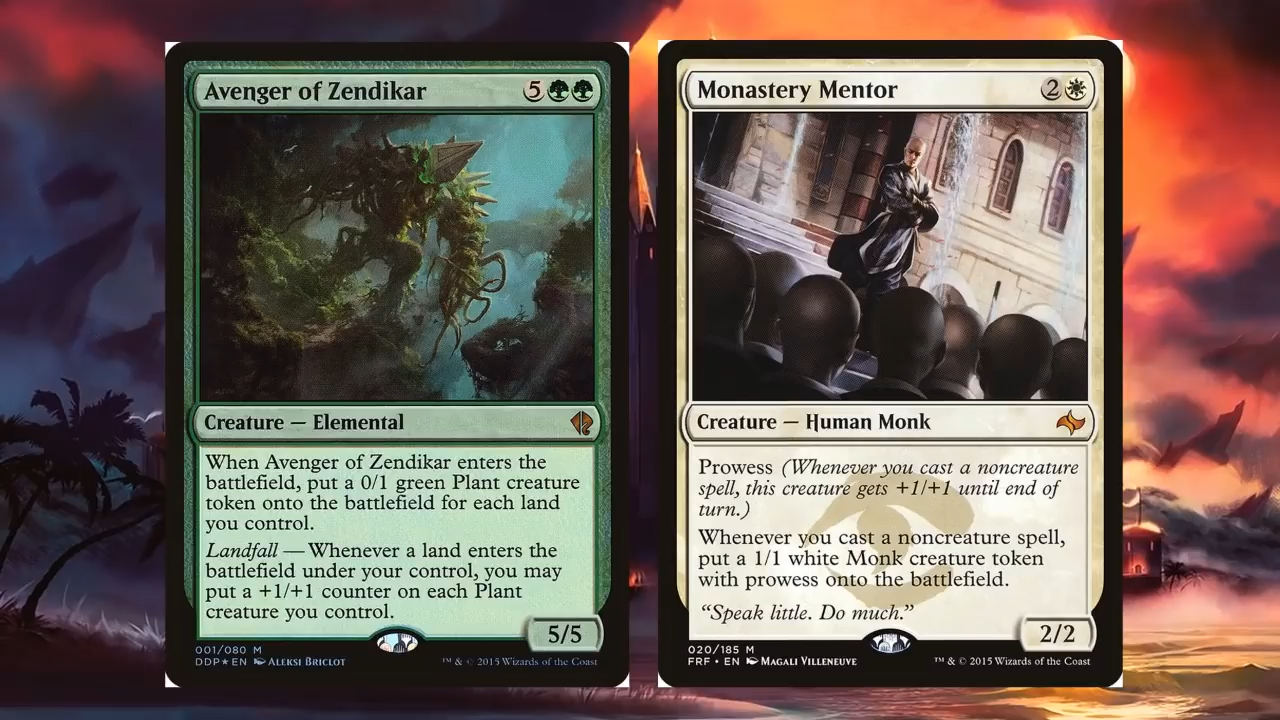 Avenger of Zendikar
5
Creature — Elemental
When Avenger of Zendikar enters the
battlefield, put a 0/1 green Plant creature
token onto the battlefield for each land
you control.
Landfall — Whenever a land enters the
battlefield under your control, you may
put a +1/+1 counter on each Plant
creature you control.
5/5
001/080 M
DDP ★ EN Aleksi Briclot
™ & © 2015 Wizards of the Coast
Monastery Mentor
2
Creature — Human Monk
Prowess (Whenever you cast a noncreature
spell, this creature gets +1/+1 until end of
turn.)
Whenever you cast a noncreature spell,
put a 1/1 white Monk creature token
with prowess onto the battlefield.
“Speak little. Do much.”
2/2
020/185 M
FRF • EN Magali Villeneuve
™ & © 2015 Wizards of the Coast